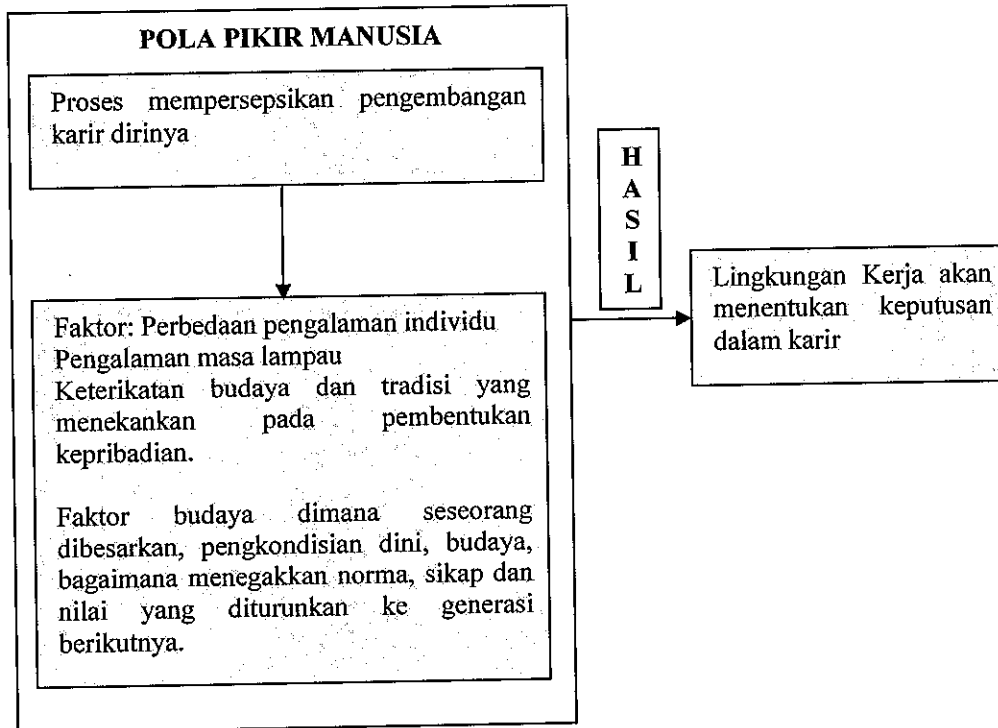 POLA PIKIR MANUSIA
Proses mempersepsikan pengembangan
karir dirinya
Faktor: Perbedaan pengalaman individu
Pengalaman masa lampau
Keterikatan budaya dan tradisi yang
menekankan pada pembentukan
kepribadian.
Faktor budaya dimana seseorang
dibesarkan, pengkondisian dini, budaya,
bagaimana menegakkan norma, sikap dan
nilai yang diturunkan ke generasi
berikutnya.
H
A
S
I
L
Lingkungan Kerja akan
menentukan keputusan
dalam karir